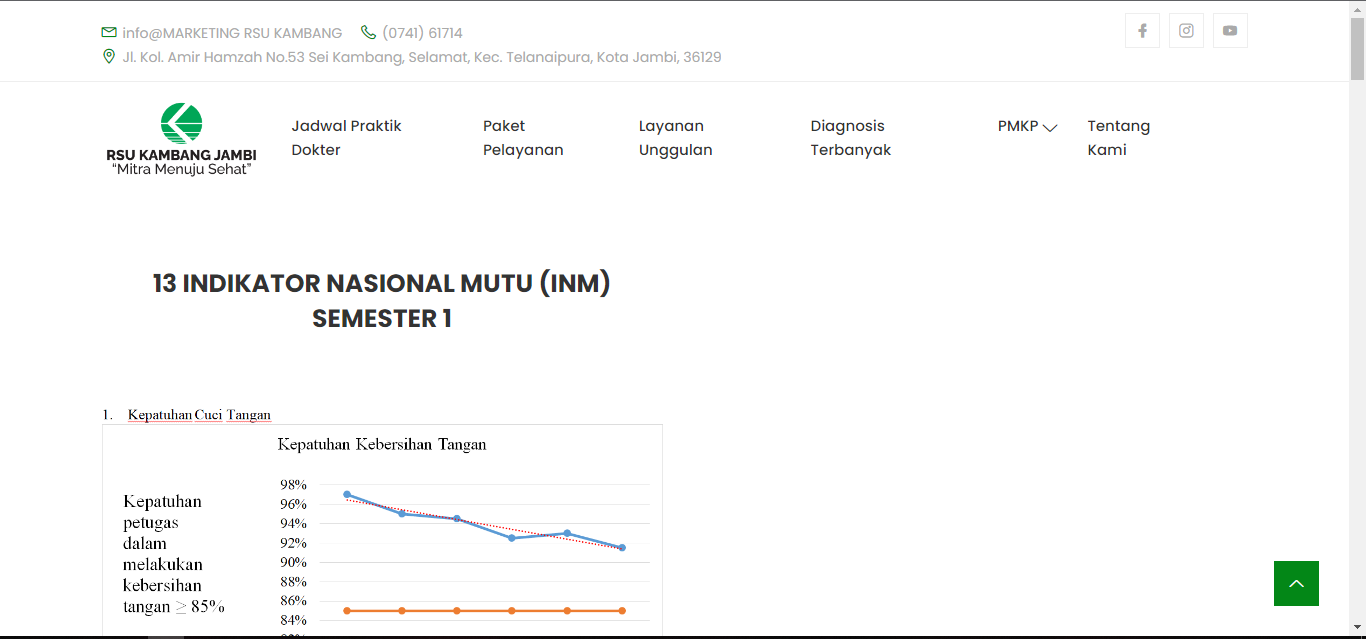 info@MARKETING RSU KAMBANG (0741) 61714
Jl. Kol. Amir Hamzah No.53 Sei Kambang, Selamat, Kec. Telanaipura, Kota Jambi, 36129
RSU KAMBANG JAMBI
“Mitra Menuju Sehat”
Jadwal Praktik
Dokter
Paket
Pelayanan
Layanan
Unggulan
Diagnosis
Terbanyak
PMKP
Tentang
Kami
13 INDIKATOR NASIONAL MUTU (INM)
SEMESTER 1
1. Kepatuhan Cuci Tangan
Kepatuhan Kebersihan Tangan
Kepatuhan
petugas
dalam
melakukan
kebersihan
tangan ≥ 85%
98%
96%
94%
92%
90%
88%
86%
84%